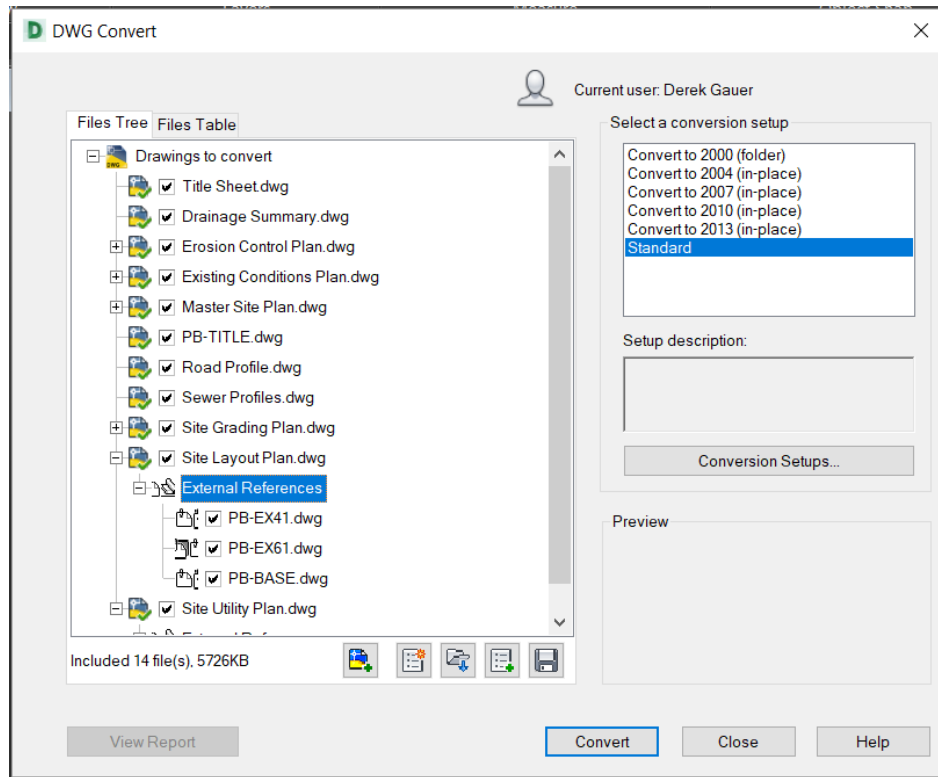 DWG Convert
Current user: Derek Gauer
Files Tree Files Table
Drawings to convert
Title Sheet.dwg
Drainage Summary.dwg
Erosion Control Plan.dwg
Existing Conditions Plan.dwg
Master Site Plan.dwg
PB-TITLE.dwg
Road Profile.dwg
Sewer Profiles.dwg
Site Grading Plan.dwg
Site Layout Plan.dwg
External References
PB-EX41.dwg
PB-EX61.dwg
PB-BASE.dwg
Site Utility Plan.dwg
Included 14 file(s), 5726KB
Select a conversion setup
Convert to 2000 (folder)
Convert to 2004 (in-place)
Convert to 2007 (in-place)
Convert to 2010 (in-place)
Convert to 2013 (in-place)
Standard
Setup description:
Conversion Setups...
Preview
View Report
Convert
Close
Help